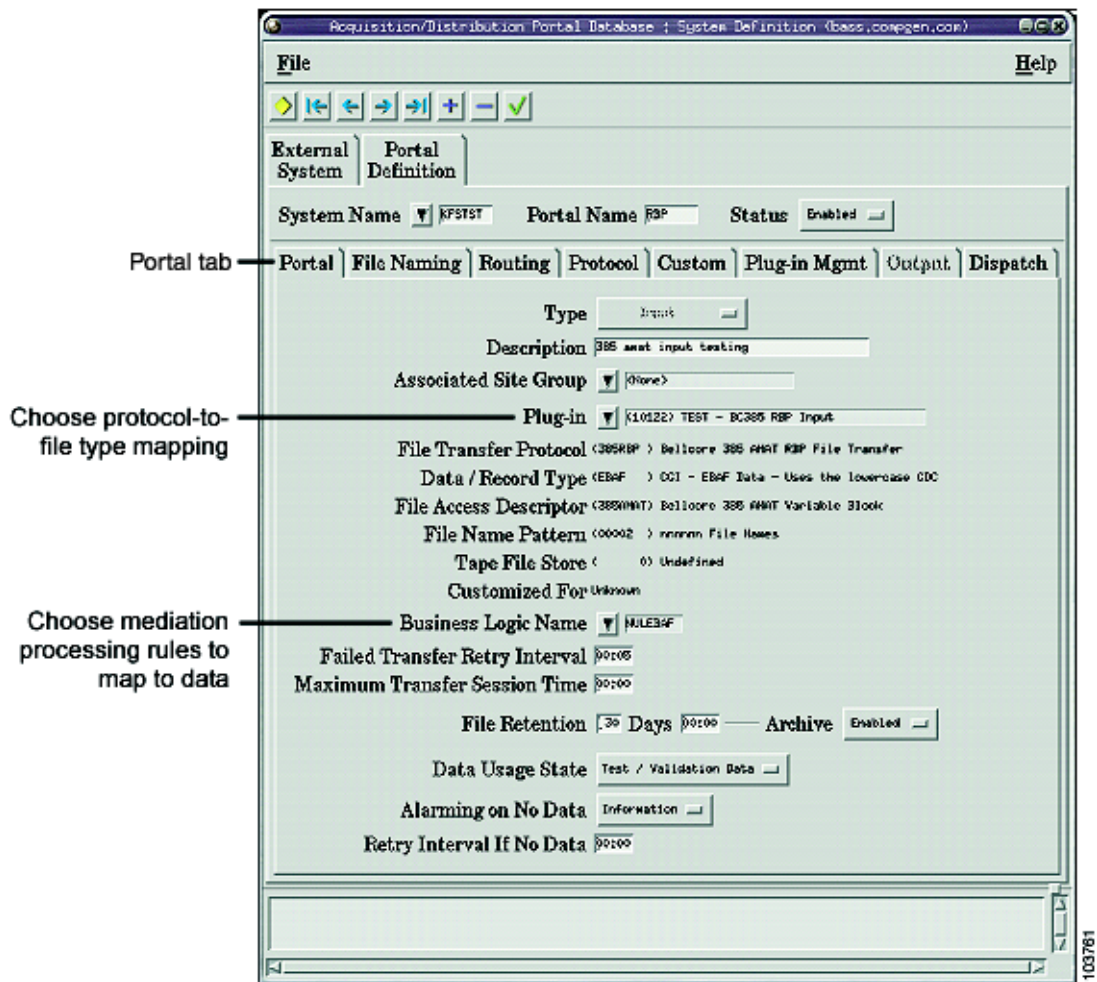 Acquisition/Distribution Portal Database : System Definition (bass.compgen.com)
File Help
External System Portal Definition
System Name KFSTST Portal Name RBP Status Enabled
Portal tab
Portal File Naming Routing Protocol Custom Plug-in Mgmt Output Dispatch
Type Input
Description 385 amat input testing
Associated Site Group (None)
Choose protocol-to-file type mapping
Plug-in (10122) TEST - BC385 RBP Input
File Transfer Protocol (385RBP ) Bellcore 385 AMAT RBP File Transfer
Data / Record Type (EBAF ) CGI - EBAF Data - Uses the lowercase CDC
File Access Descriptor (385AMAT) Bellcore 385 AMAT Variable Block
File Name Pattern (00002 ) nnnnnn File Names
Tape File Store ( 0) Undefined
Customized For Unknown
Choose mediation processing rules to map to data
Business Logic Name NULEBAF
Failed Transfer Retry Interval 00:05
Maximum Transfer Session Time 00:00
File Retention 30 Days 00:00 Archive Enabled
Data Usage State Test / Validation Data
Alarming on No Data Information
Retry Interval If No Data 00:00
103761